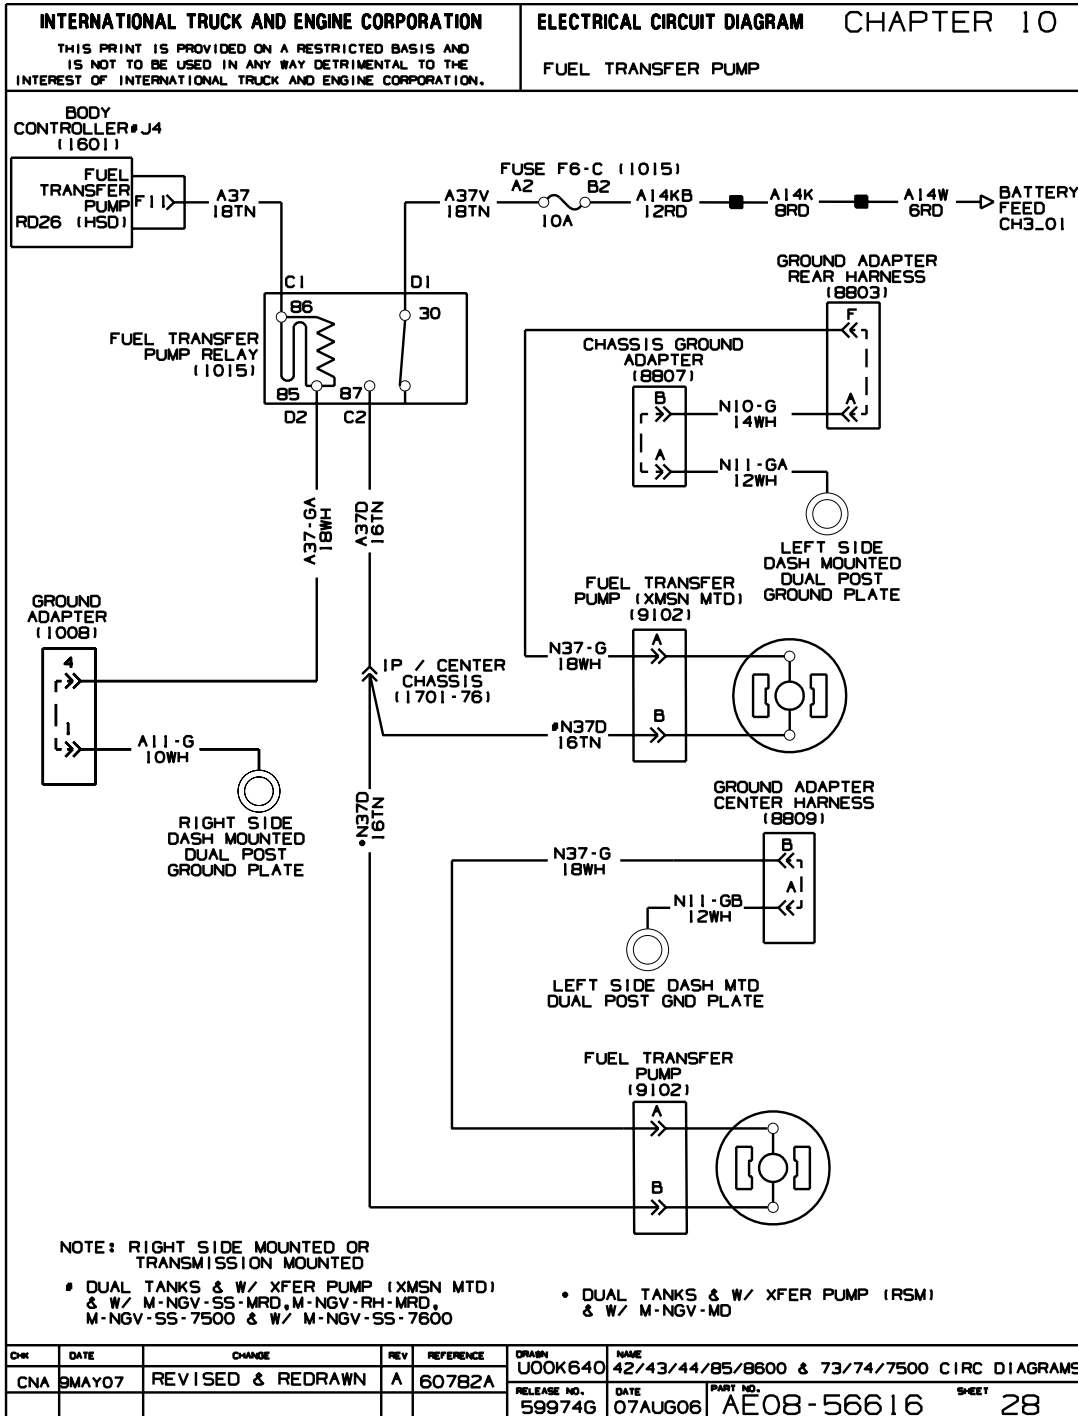 INTERNATIONAL TRUCK AND ENGINE CORPORATION
THIS PRINT IS PROVIDED ON A RESTRICTED BASIS AND
IS NOT TO BE USED IN ANY WAY DETRIMENTAL TO THE
INTEREST OF INTERNATIONAL TRUCK AND ENGINE CORPORATION.
ELECTRICAL CIRCUIT DIAGRAM CHAPTER 10
FUEL TRANSFER PUMP
BODY
CONTROLLER#J4
(1601)
FUEL
TRANSFER
PUMP
RD26 (HSD)
F11
A37
18TN
A37V
18TN
FUSE F6-C (1015)
A2 B2
10A
A14KB
12RD
A14K
8RD
A14W
6RD
BATTERY
FEED
CH3_01
C1
D1
86
30
85
87
D2
C2
FUEL TRANSFER
PUMP RELAY
(1015)
GROUND ADAPTER
REAR HARNESS
(8803)
F
A
CHASSIS GROUND
ADAPTER
(8807)
B
A
N10-G
14WH
N11-GA
12WH
LEFT SIDE
DASH MOUNTED
DUAL POST
GROUND PLATE
A37-GA
18WH
A37D
16TN
FUEL TRANSFER
PUMP (XMSN MTD)
(9102)
A
B
N37-G
18WH
#N37D
16TN
GROUND
ADAPTER
(1008)
4
1
A11-G
10WH
RIGHT SIDE
DASH MOUNTED
DUAL POST
GROUND PLATE
IP / CENTER
CHASSIS
(1701-76)
•N37D
16TN
GROUND ADAPTER
CENTER HARNESS
(8809)
B
A
N37-G
18WH
N11-GB
12WH
LEFT SIDE DASH MTD
DUAL POST GND PLATE
FUEL TRANSFER
PUMP
(9102)
A
B
NOTE: RIGHT SIDE MOUNTED OR
TRANSMISSION MOUNTED
# DUAL TANKS & W/ XFER PUMP (XMSN MTD)
& W/ M-NGV-SS-MRD,M-NGV-RH-MRD,
M-NGV-SS-7500 & W/ M-NGV-SS-7600
• DUAL TANKS & W/ XFER PUMP (RSM)
& W/ M-NGV-MD
CHK DATE CHANGE REV REFERENCE
CNA 9MAY07 REVISED & REDRAWN A 60782A
DRAWN
U00K640
NAME
42/43/44/85/8600 & 73/74/7500 CIRC DIAGRAMS
RELEASE NO.
59974G
DATE
07AUG06
PART NO.
AE08-56616
SHEET
28